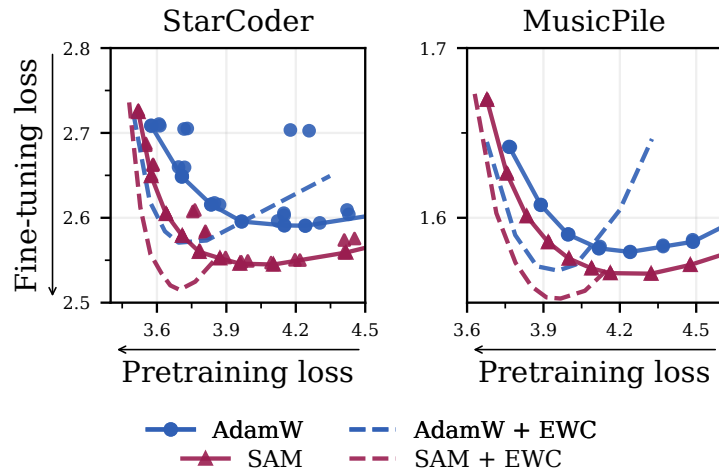 StarCoder
MusicPile
Fine-tuning loss
2.8
2.7
2.6
2.5
3.6 3.9 4.2 4.5
Pretraining loss
1.7
1.6
3.6 3.9 4.2
Pretraining loss
AdamW
AdamW + EWC
SAM
SAM + EWC